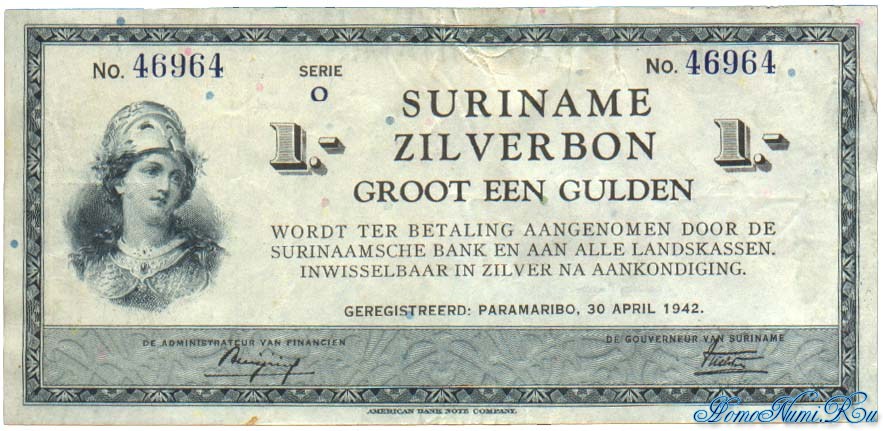 No. 46964
SERIE
O
No. 46964
SURINAME
1.- ZILVERBON 1.-
GROOT EEN GULDEN
WORDT TER BETALING AANGENOMEN DOOR DE
SURINAAMSCHE BANK EN AAN ALLE LANDSKASSEN.
INWISSELBAAR IN ZILVER NA AANKONDIGING.
GEREGISTREERD: PARAMARIBO, 30 APRIL 1942.
DE ADMINISTRATEUR VAN FINANCIEN
DE GOUVERNEUR VAN SURINAME
AMERICAN BANK NOTE COMPANY.
HomoNumi.Ru